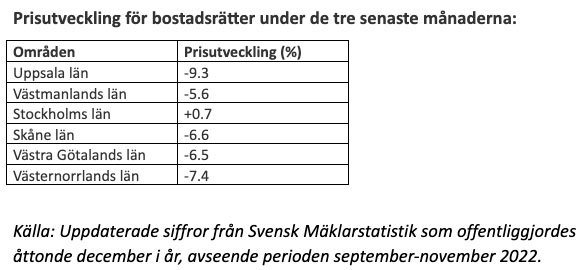 Prisutveckling för bostadsrätter under de tre senaste månaderna:
Områden Prisutveckling (%)
Uppsala län -9.3
Västmanlands län -5.6
Stockholms län +0.7
Skåne län -6.6
Västra Götalands län -6.5
Västernorrlands län -7.4
Källa: Uppdaterade siffror från Svensk Mäklarstatistik som offentliggjordes
åttonde december i år, avseende perioden september-november 2022.